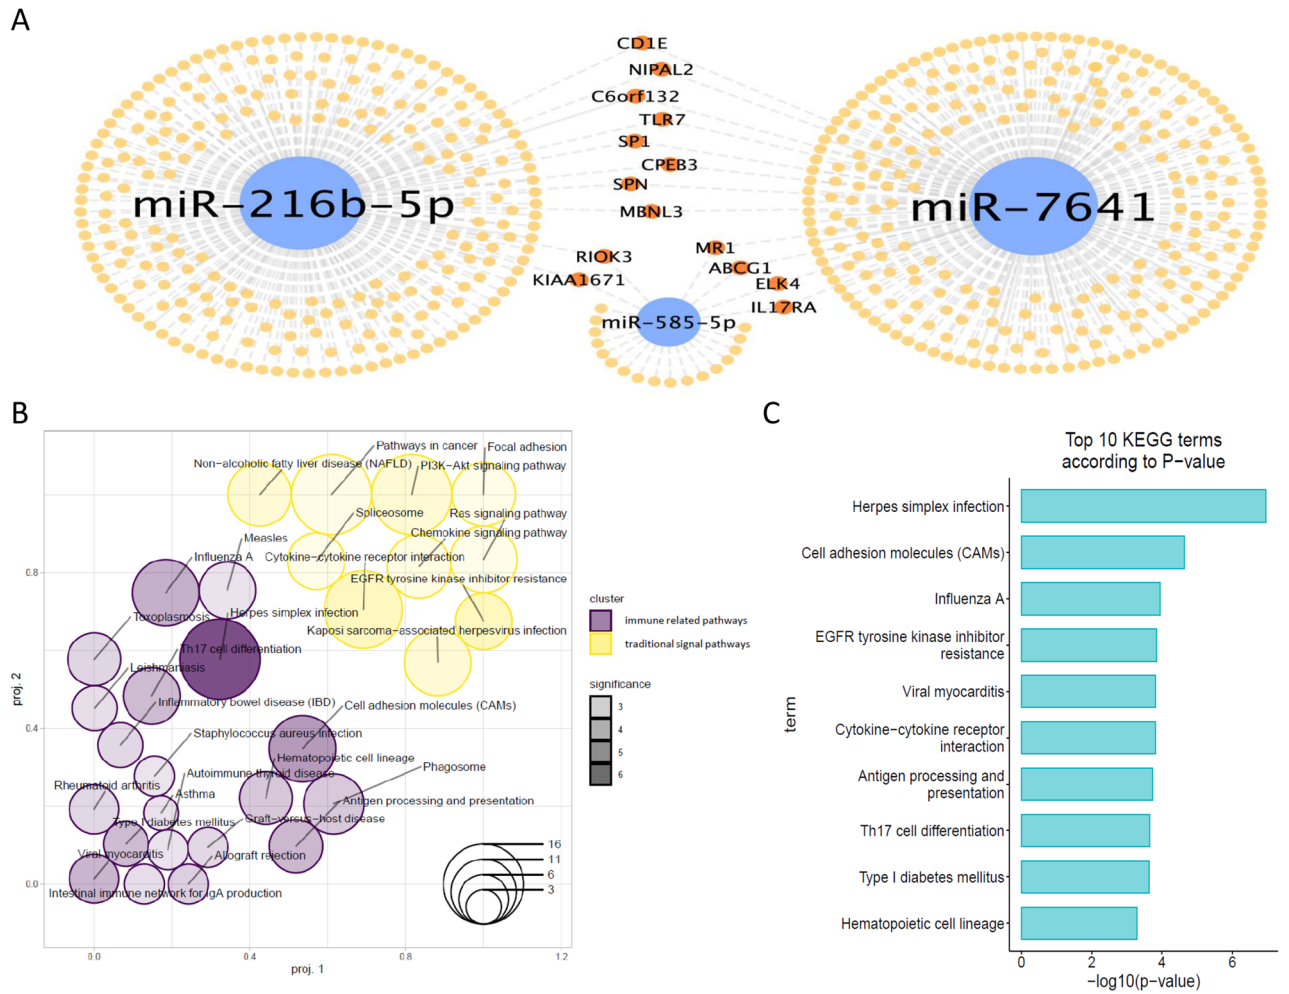 A
CD1E
NIPAL2
C6orf132
TLR7
SP1
CPEB3
SPN
MBNL3
miR-216b-5p
miR-7641
MR1
RIOK3
ABCG1
KIAA1671
ELK4
IL17RA
miR-585-5p
B
Pathways in cancer
Focal adhesion
Non-alcoholic fatty liver disease (NAFLD)
PI3K-Akt signaling pathway
Spliceosome
Ras signaling pathway
Chemokine signaling pathway
Measles
Influenza A
Cytokine-cytokine receptor interaction
EGFR tyrosine kinase inhibitor resistance
Toxoplasmosis
Herpes simplex infection
Kaposi sarcoma-associated herpesvirus infection
Th17 cell differentiation
Leishmaniasis
Inflammatory bowel disease (IBD)
Cell adhesion molecules (CAMs)
Staphylococcus aureus infection
Hematopoietic cell lineage
Phagosome
Autoimmune thyroid disease
Rheumatoid arthritis
Asthma
Antigen processing and presentation
Type I diabetes mellitus
Graft-versus-host disease
Viral myocarditis
Allograft rejection
Intestinal immune network for IgA production
16
11
6
3
0.8
0.4
0.0
proj. 2
0.0
0.4
0.8
1.2
proj. 1
cluster
immune related pathways
traditional signal pathways
significance
3
4
5
6
C
Top 10 KEGG terms
according to P-value
Herpes simplex infection
Cell adhesion molecules (CAMs)
Influenza A
EGFR tyrosine kinase inhibitor
resistance
Viral myocarditis
Cytokine-cytokine receptor
interaction
Antigen processing and
presentation
Th17 cell differentiation
Type I diabetes mellitus
Hematopoietic cell lineage
term
0
2
4
6
-log10(p-value)